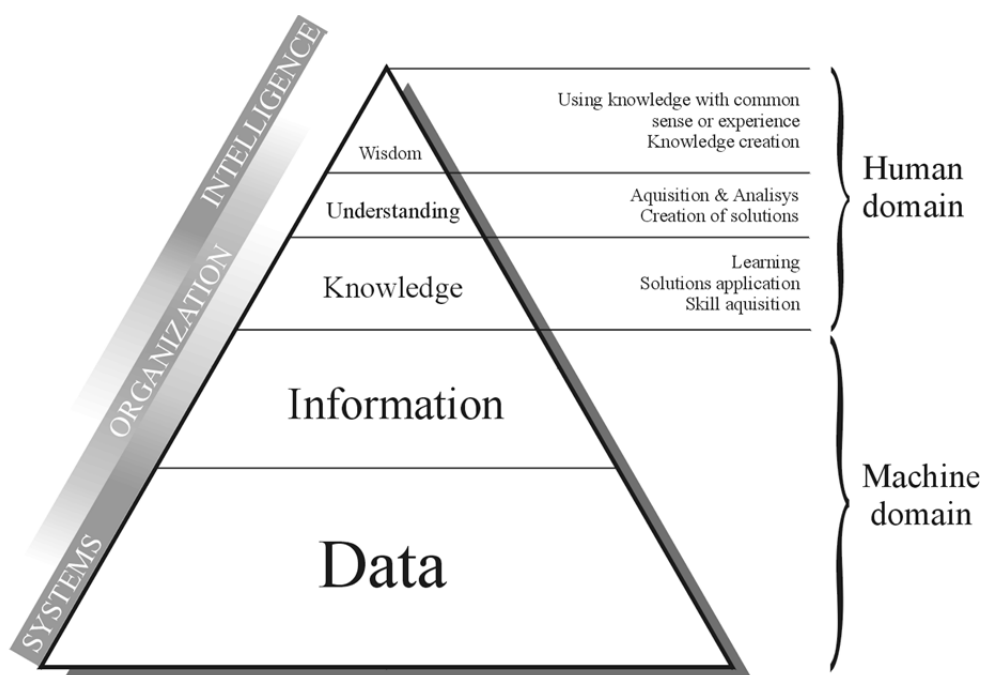 INTELLIGENCE
ORGANIZATION
SYSTEMS
Wisdom
Using knowledge with common
sense or experience
Knowledge creation
Understanding
Aquisition & Analisys
Creation of solutions
Knowledge
Learning
Solutions application
Skill aquisition
Human
domain
Information
Data
Machine
domain